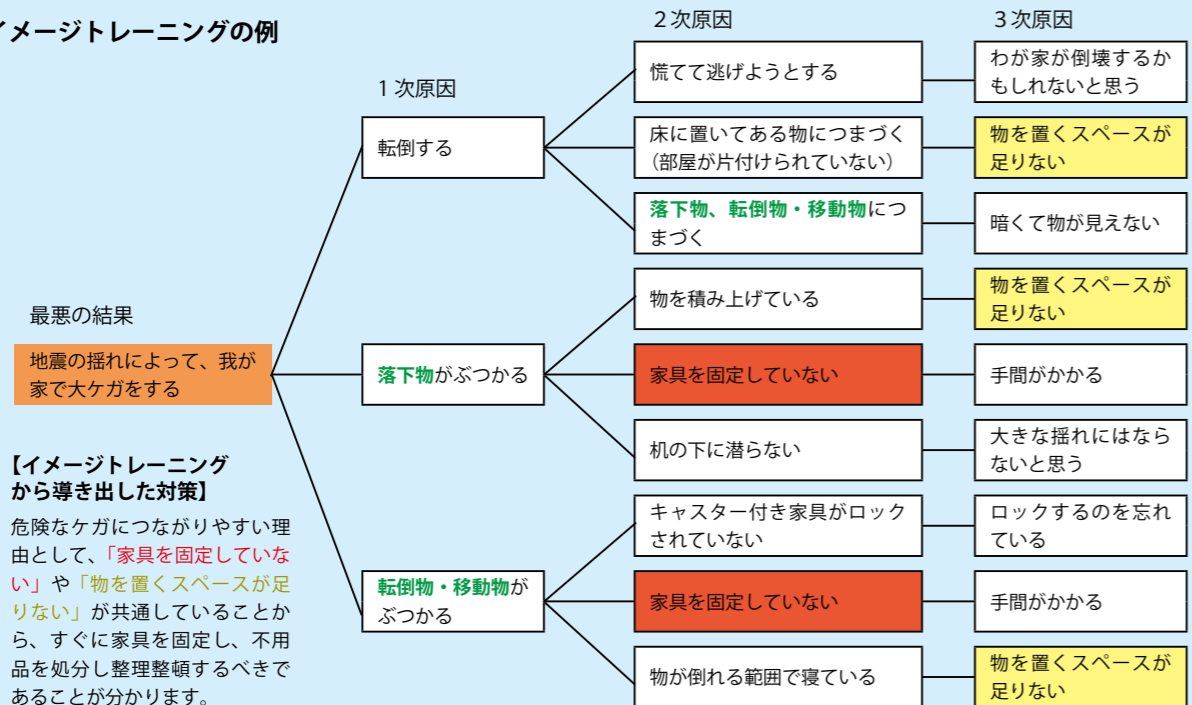 イメージトレーニングの例
1次原因
2次原因
3次原因
最悪の結果
地震の揺れによって、我が
家で大ケガをする
転倒する
慌てて逃げようとする
わが家が倒壊するか
もしれないと思う
床に置いてある物につまづく
（部屋が片付けられていない）
物を置くスペースが
足りない
落下物、転倒物・移動物につ
まづく
暗くて物が見えない
落下物がぶつかる
物を積み上げている
物を置くスペースが
足りない
家具を固定していない
手間がかかる
机の下に潜らない
大きな揺れにはなら
ないと思う
転倒物・移動物が
ぶつかる
キャスター付き家具がロック
されていない
ロックするのを忘れ
ている
家具を固定していない
手間がかかる
物が倒れる範囲で寝ている
物を置くスペースが
足りない
【イメージトレーニング
から導き出した対策】
危険なケガにつながりやすい理
由として、「家具を固定していな
い」や「物を置くスペースが足
りない」が共通していることか
ら、すぐに家具を固定し、不用
品を処分し整理整頓するべきで
あることが分かります。